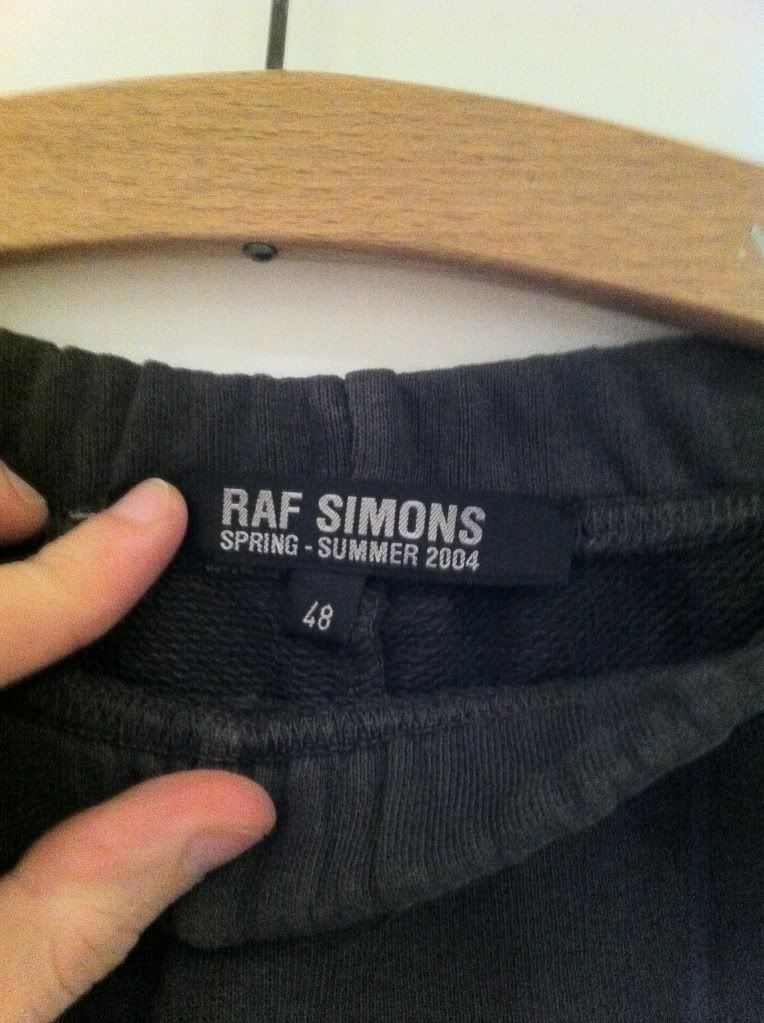 RAF SIMONS
SPRING - SUMMER 2004
48